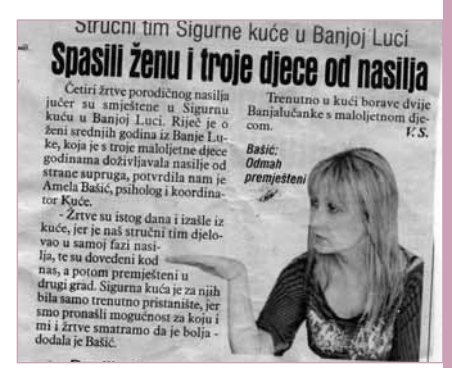 Stručni tim Sigurne kuće u Banjoj Luci
Spasili ženu i troje djece od nasilja
Četiri žrtve porodičnog nasilja
jučer su smještene u Sigurnu
kuću u Banjoj Luci. Riječ je o
ženi srednjih godina iz Banje Lu-
ke, koja je s troje maloljetne djece
godinama doživljavala nasilje od
strane supruga, potvrdila nam je
Amela Bašić, psiholog i koordina-
tor Kuće.
- Žrtve su istog dana i izašle iz
kuće, jer je naš stručni tim djelo-
vao u samoj fazi nasi-
lja, te su dovedeni kod
nas, a potom premješteni u
drugi grad. Sigurna kuća je za njih
bila samo trenutno pristanište, jer
smo pronašli mogućnost za koju i
mi i žrtve smatramo da je bolja -
dodala je Bašić.
Trenutno u kući borave dvije
Banjalučanke s maloljetnom dje-
com.
V. S.
Bašić:
Odmah
premješteni